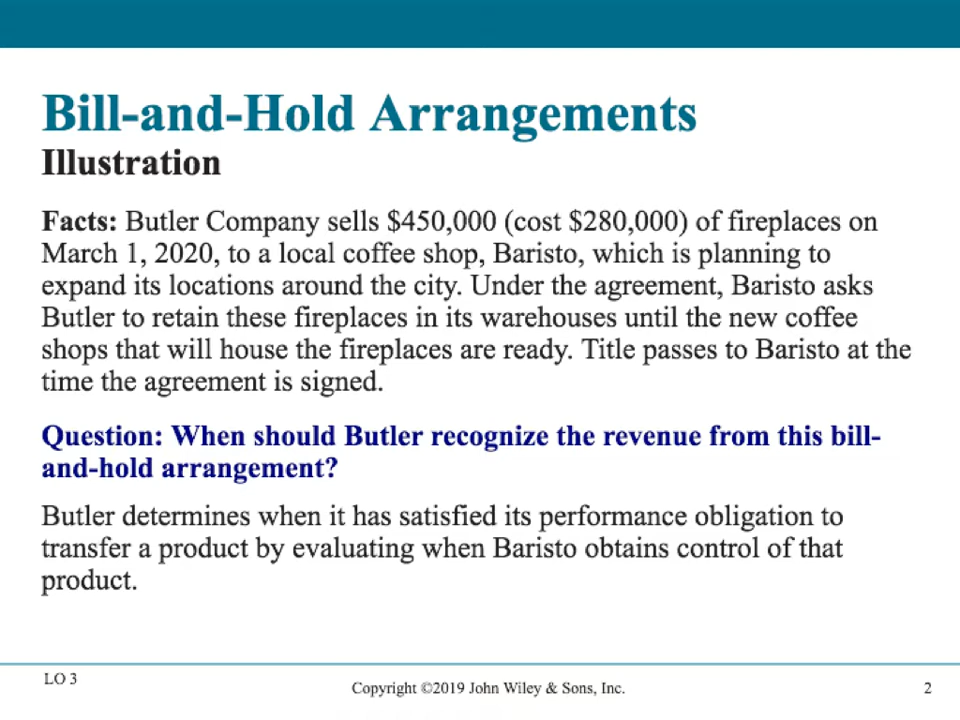 Bill-and-Hold Arrangements
Illustration
Facts: Butler Company sells $450,000 (cost $280,000) of fireplaces on
March 1, 2020, to a local coffee shop, Baristo, which is planning to
expand its locations around the city. Under the agreement, Baristo asks
Butler to retain these fireplaces in its warehouses until the new coffee
shops that will house the fireplaces are ready. Title passes to Baristo at the
time the agreement is signed.
Question: When should Butler recognize the revenue from this bill-
and-hold arrangement?
Butler determines when it has satisfied its performance obligation to
transfer a product by evaluating when Baristo obtains control of that
product.
LO 3
Copyright ©2019 John Wiley & Sons, Inc.
2